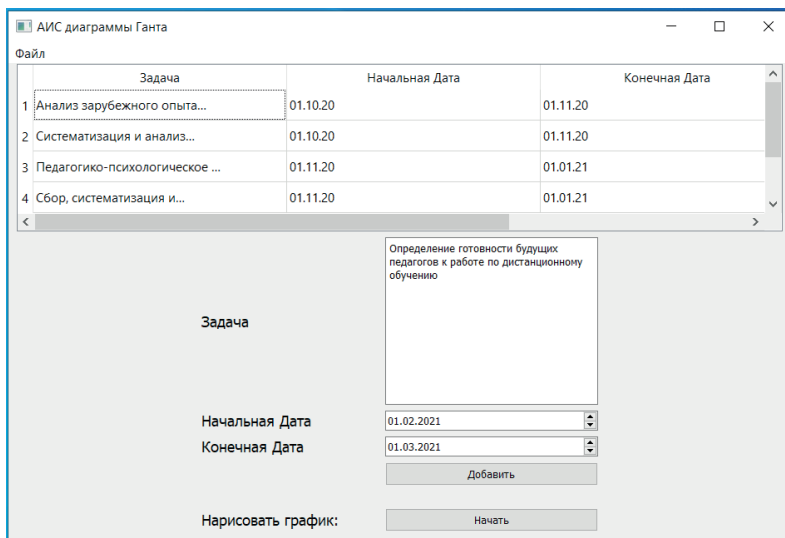 АИС диаграммы Ганта
Файл
Задача Начальная Дата Конечная Дата
1 Анализ зарубежного опыта... 01.10.20 01.11.20
2 Систематизация и анализ... 01.10.20 01.11.20
3 Педагогико-психологическое ... 01.11.20 01.01.21
4 Сбор, систематизация и... 01.11.20 01.01.21
Определение готовности будущих
педагогов к работе по дистанционному
обучению
Задача
Начальная Дата 01.02.2021
Конечная Дата 01.03.2021
Добавить
Нарисовать график: Начать